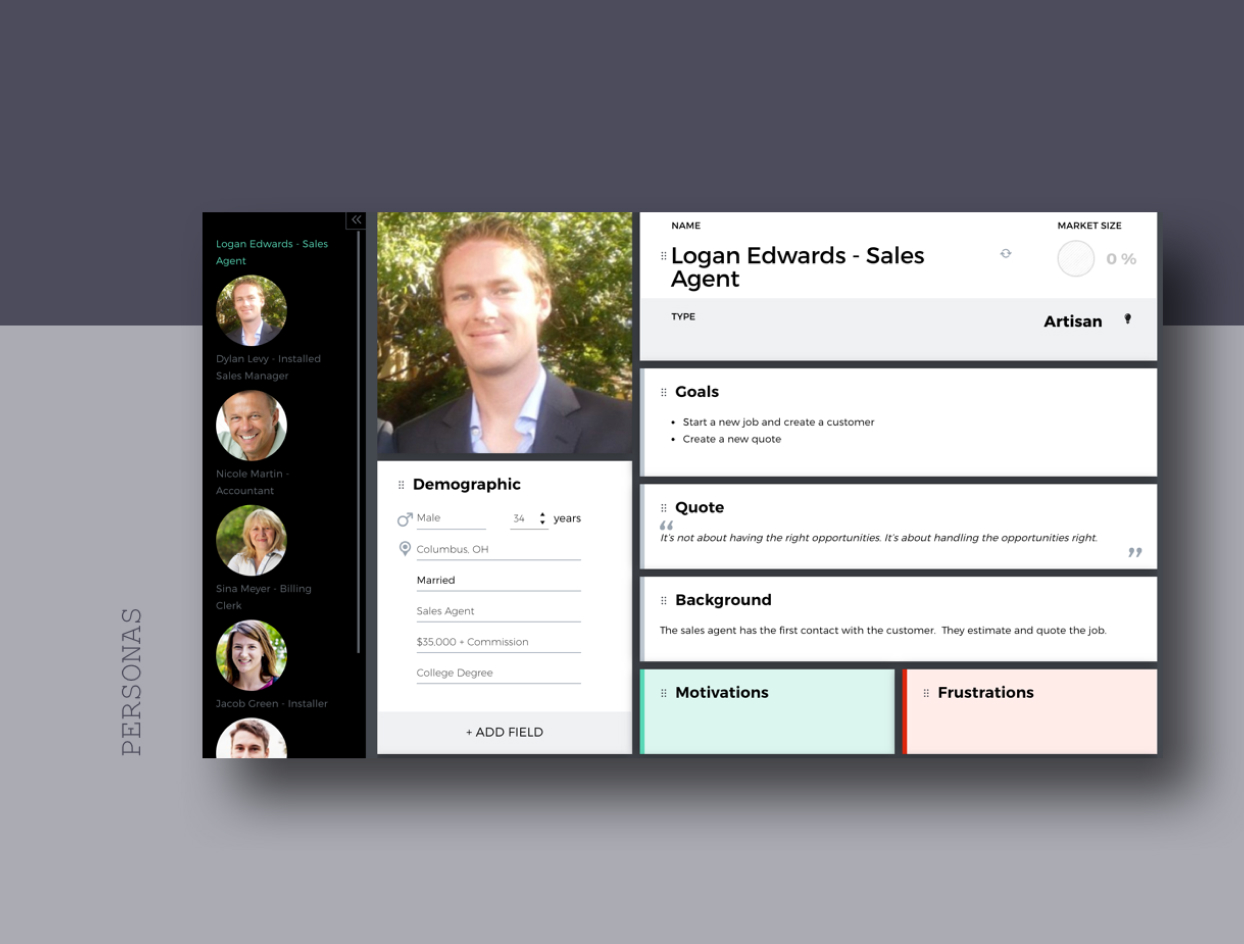 PERSONAS
Logan Edwards - Sales
Agent
Dylan Levy - Installed
Sales Manager
Nicole Martin -
Accountant
Sina Meyer - Billing
Clerk
Jacob Green - Installer
Demographic
Male
34
years
Columbus, OH
Married
Sales Agent
$35.000 + Commission
College Degree
+ ADD FIELD
NAME
Logan Edwards - Sales
Agent
MARKET SIZE
0 %
TYPE
Artisan
Goals
• Start a new job and create a customer
• Create a new quote
Quote
“
It's not about having the right opportunities. It's about handling the opportunities right.
”
Background
The sales agent has the first contact with the customer.  They estimate and quote the job.
Motivations
Frustrations